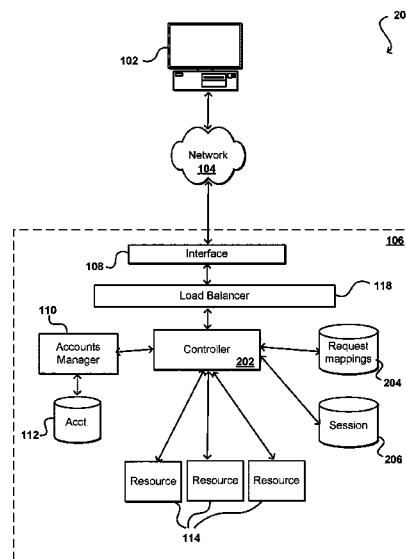 20
102
Network
104
106
Interface
108
Load Balancer
118
110
Accounts
Manager
Controller
202
Request
mappings
204
Acct.
112
Session
206
Resource
Resource
Resource
114